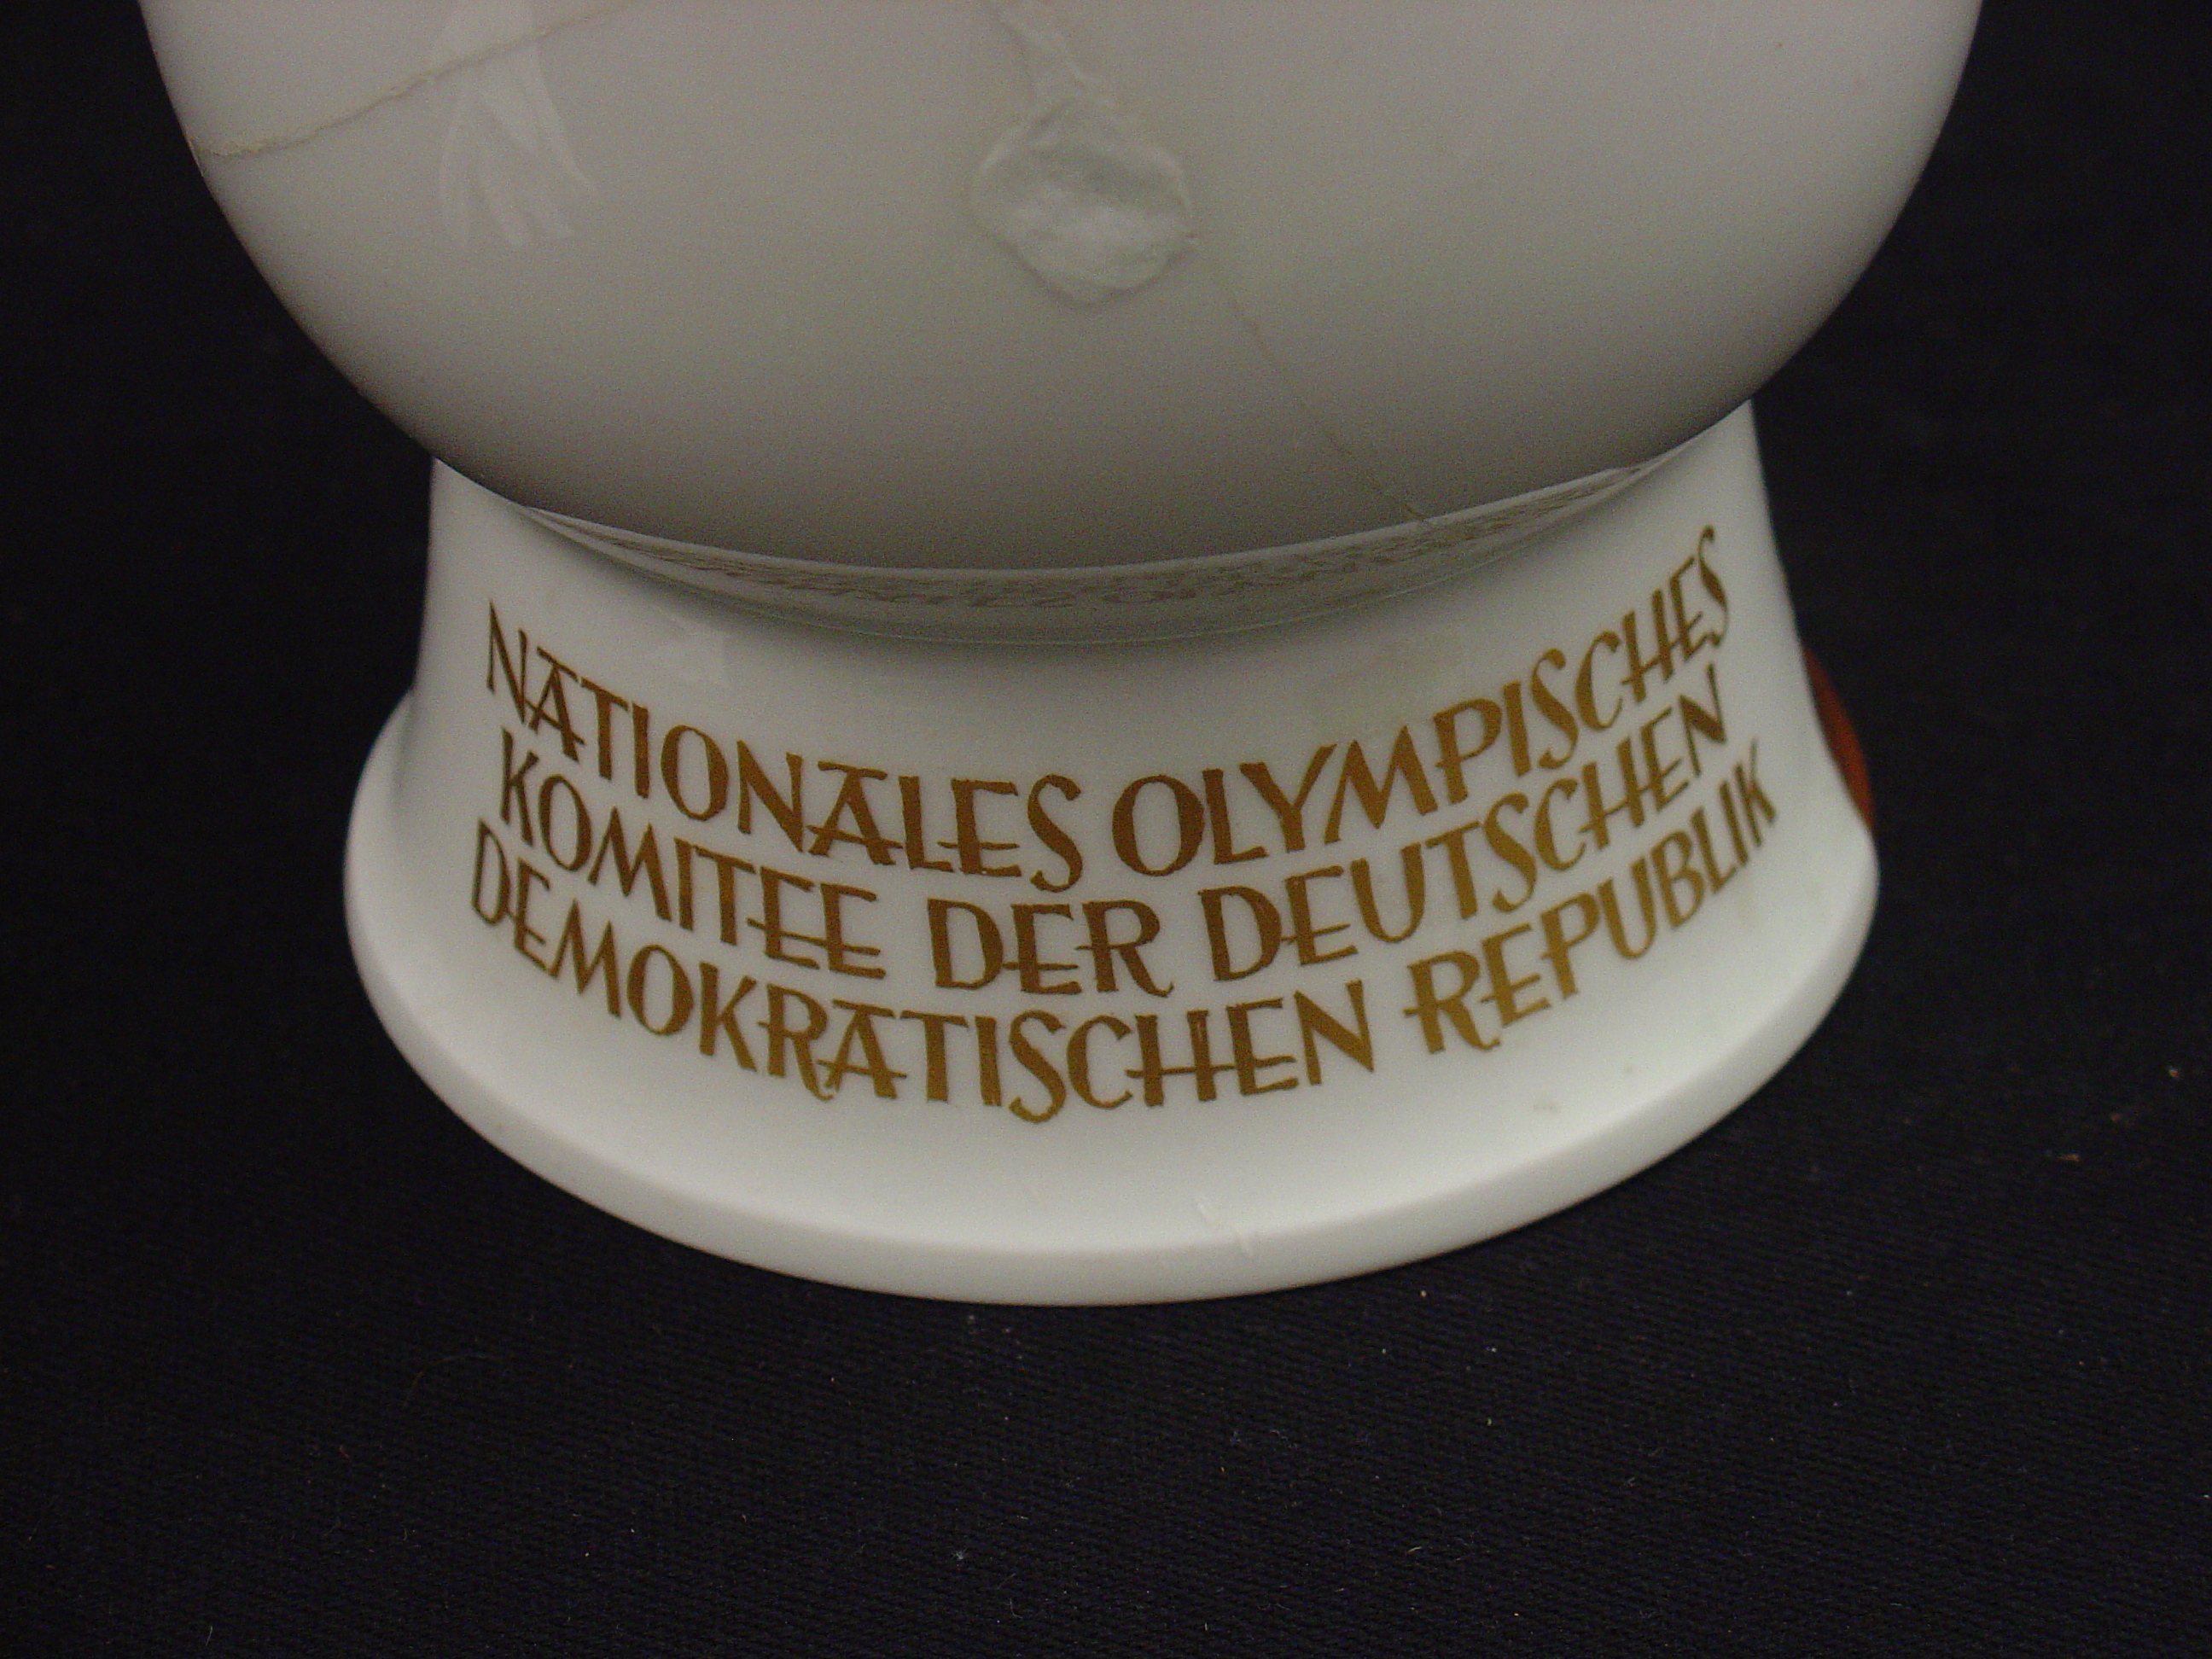 NATIONALES OLYMPISCHES
KOMITEE DER DEUTSCHEN
DEMOKRATISCHEN REPUBLIK